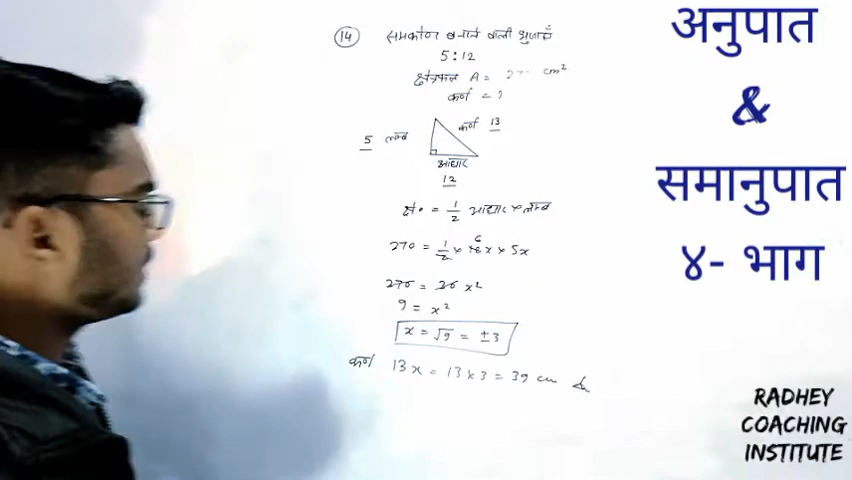 (14) समकोण बनाने वाली भुजाएँ
5 : 12
क्षेत्रफल A = 270 cm²
कर्ण = ?
5 लम्ब
कर्ण 13
आधार
12
क्षे० = 1/2 आधार × लम्ब
270 = 1/2 × 12x × 5x
6
270 = 30 x²
9 = x²
x = √9 = ±3
कर्ण 13x = 13×3 = 39 cm
अनुपात
&
समानुपात
४- भाग
RADHEY
COACHING
INSTITUTE